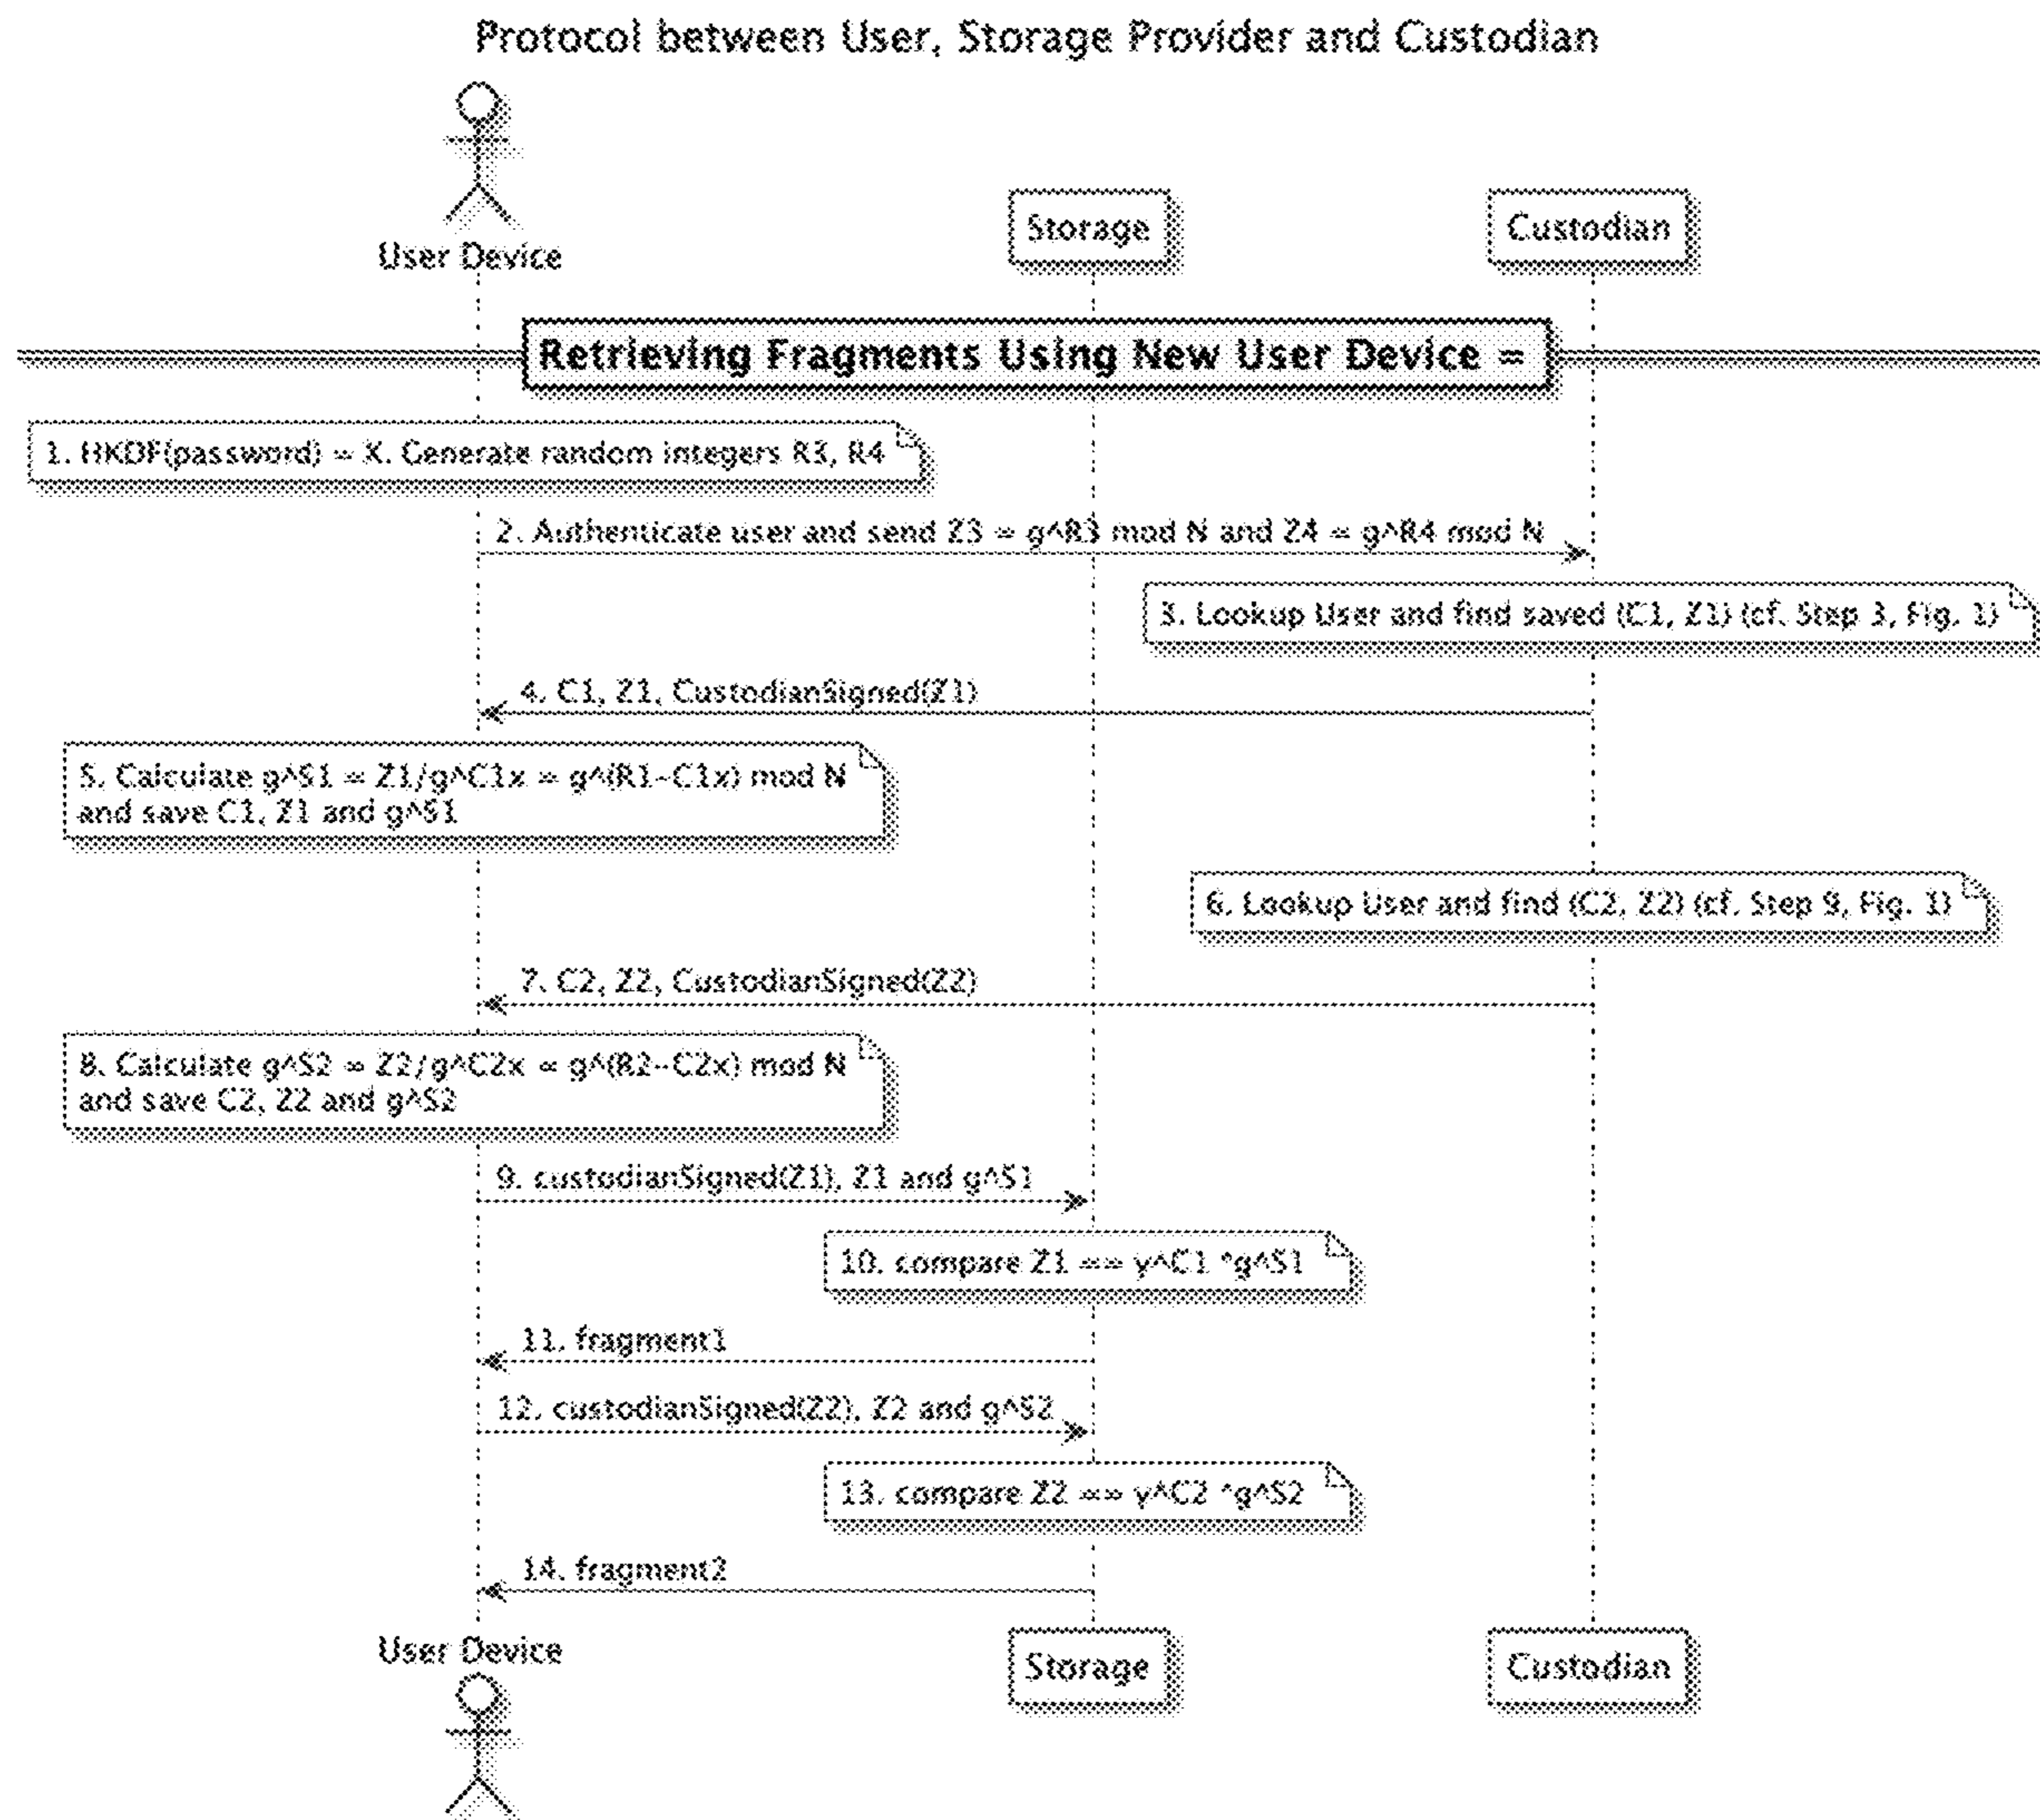 Protocol between User, Storage Provider and Custodian
User Device
Storage
Custodian
Retrieving Fragments Using New User Device =
1. HKDF(password) = X. Generate random integers R3, R4
2. Authenticate user and send Z3 = g^R3 mod N and Z4 = g^R4 mod N
3. Lookup User and find saved (C1, Z1) (cf. Step 3, Fig. 1)
4. C1, Z1, CustodianSigned(Z1)
5. Calculate g^S1 = Z1/g^C1x = g^(R1-C1x) mod N
and save C1, Z1 and g^S1
6. Lookup User and find (C2, Z2) (cf. Step 9, Fig. 1)
7. C2, Z2, CustodianSigned(Z2)
8. Calculate g^S2 = Z2/g^C2x = g^(R2-C2x) mod N
and save C2, Z2 and g^S2
9. custodianSigned(Z1), Z1 and g^S1
10. compare Z1 == y^C1 *g^S1
11. fragment1
12. custodianSigned(Z2), Z2 and g^S2
13. compare Z2 == y^C2 *g^S2
14. fragment2
User Device
Storage
Custodian